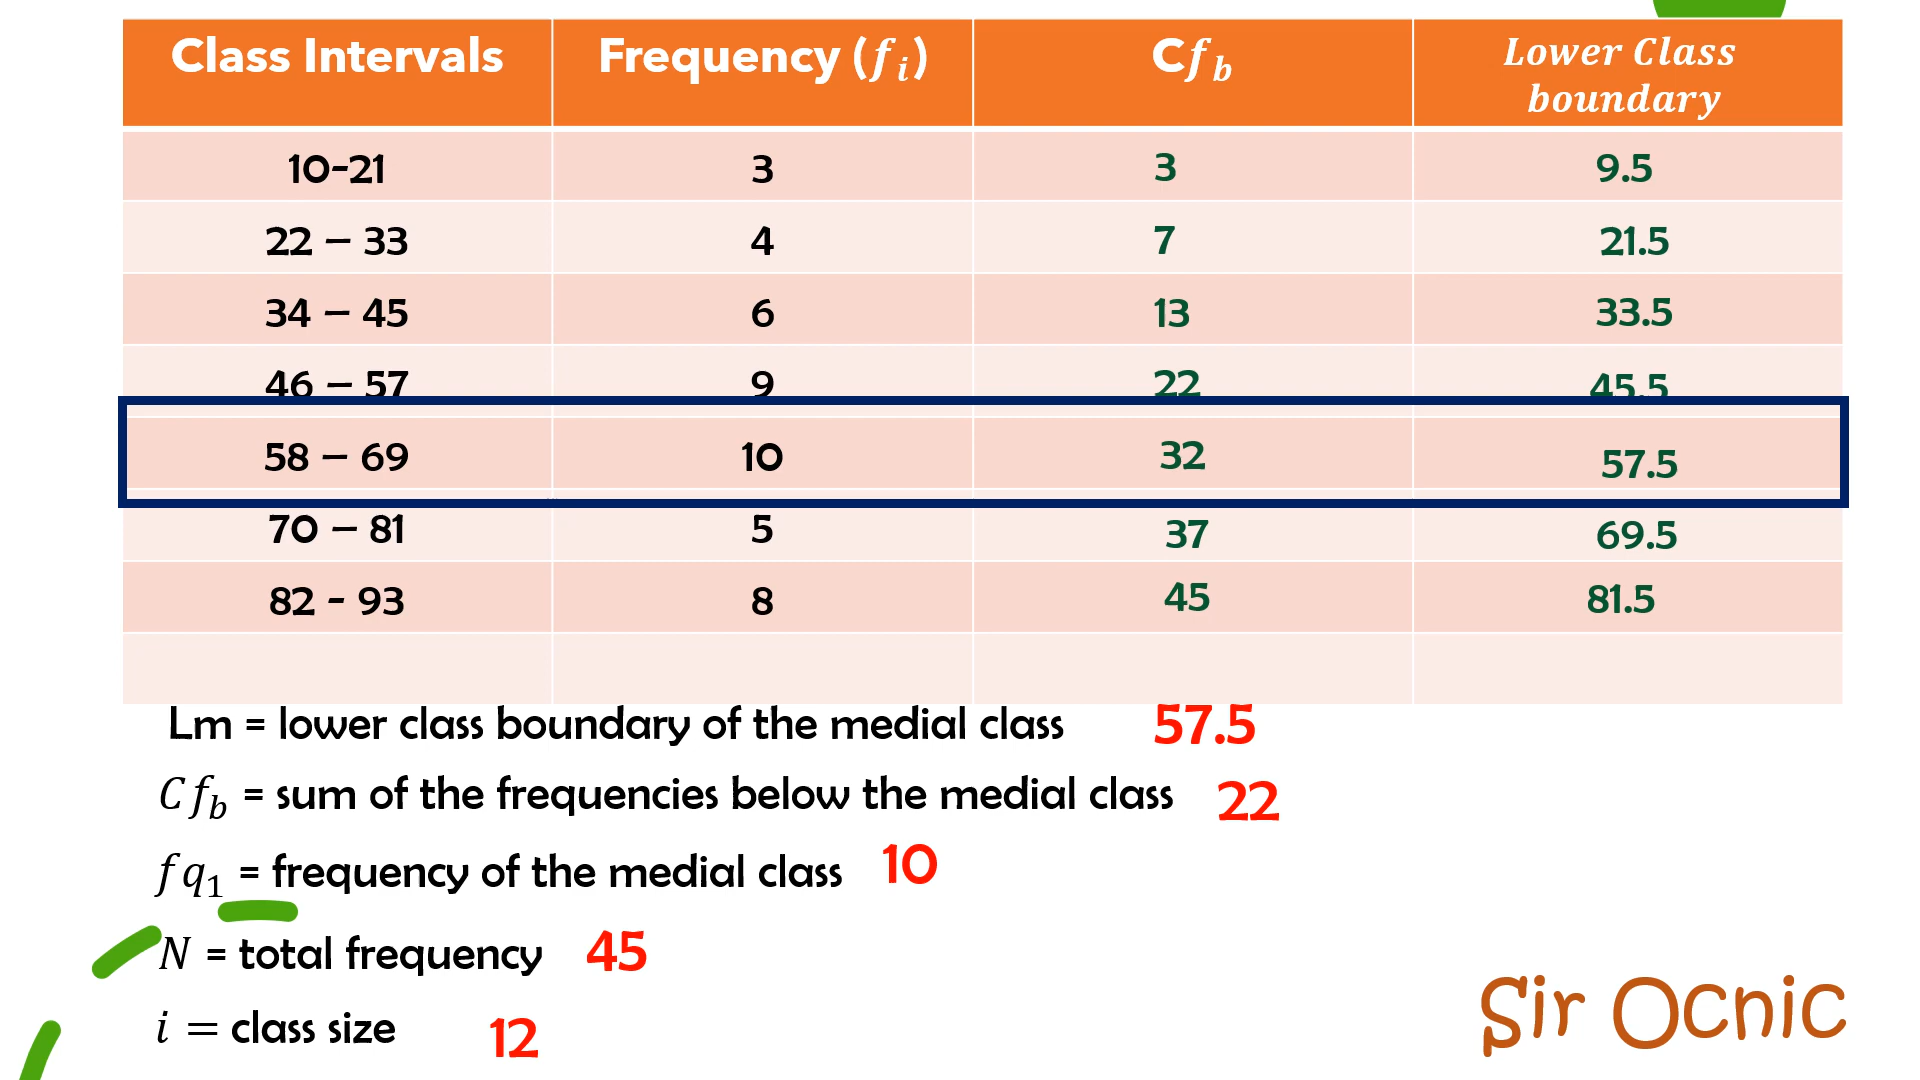 Class Intervals Frequency (f i) Cf b Lower Class boundary
10-21 3 3 9.5
22 – 33 4 7 21.5
34 – 45 6 13 33.5
46 – 57 9 22 45.5
58 – 69 10 32 57.5
70 – 81 5 37 69.5
82 - 93 8 45 81.5
Lm = lower class boundary of the medial class 57.5
Cf b = sum of the frequencies below the medial class 22
fq1 = frequency of the medial class 10
N = total frequency 45
i = class size 12
Sir Ocnic